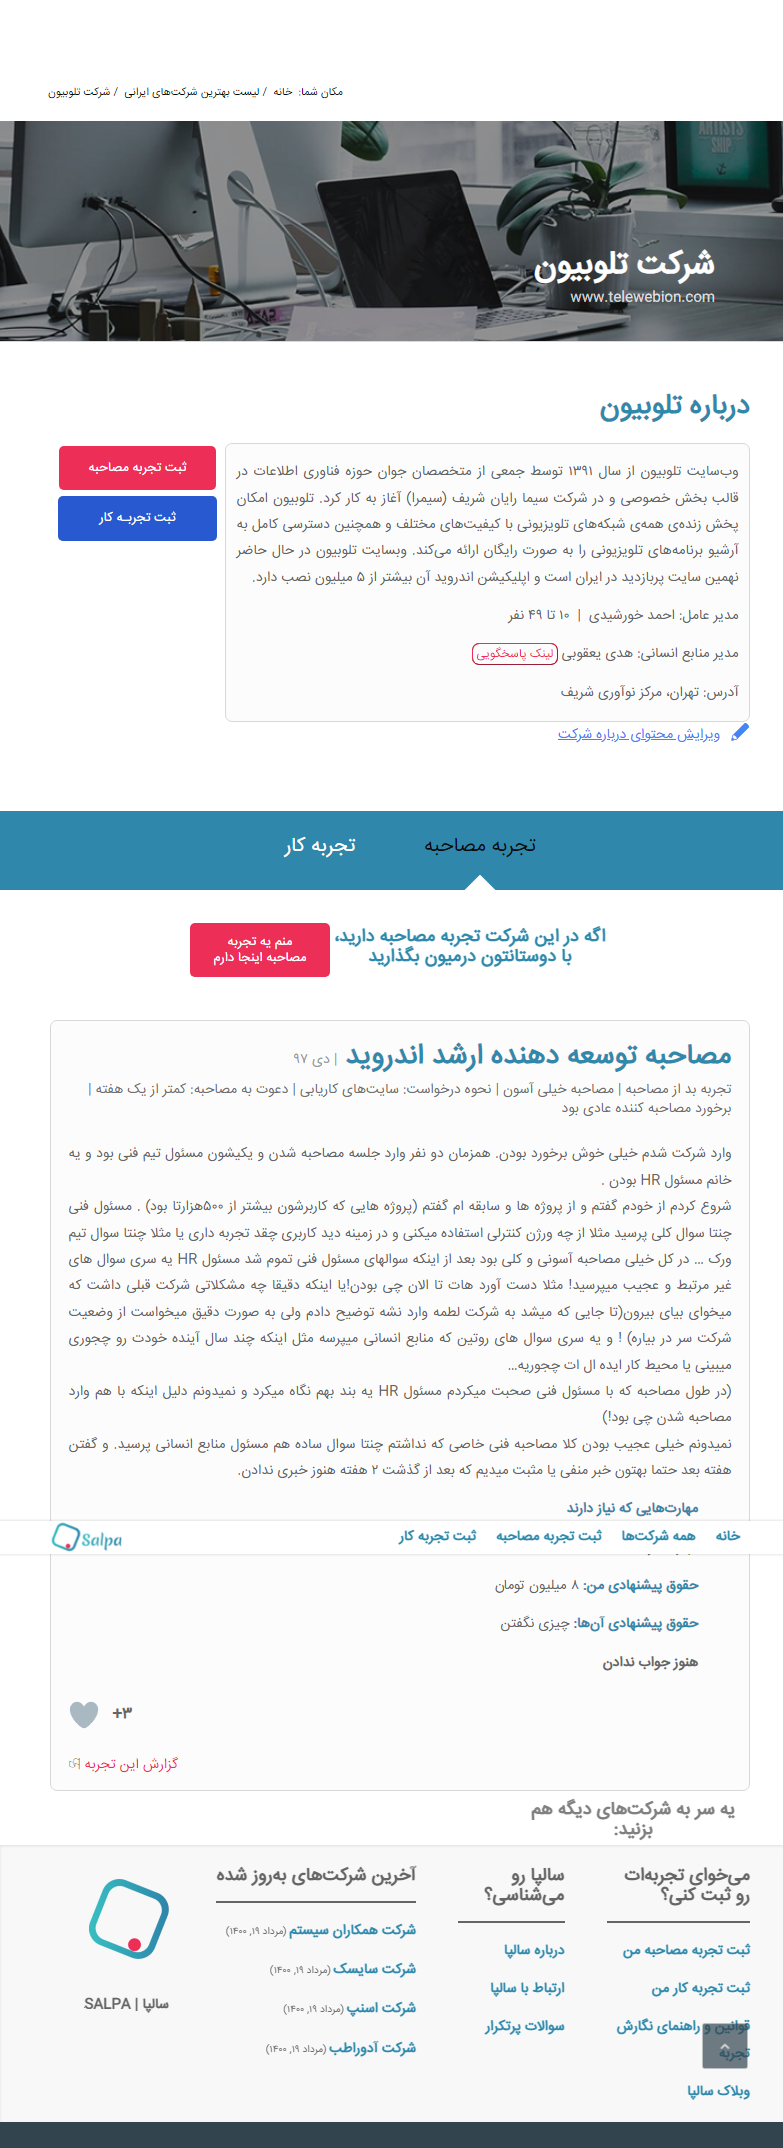 مکان شما: خانه / لیست بهترین شرکت‌های ایرانی / شرکت تلوبیون
ARTISTS
SHIP
شرکت تلوبیون
www.telewebion.com
درباره تلوبیون
وب‌سایت تلوبیون از سال ۱۳۹۱ توسط جمعی از متخصصان جوان حوزه فناوری اطلاعات در
قالب بخش خصوصی و در شرکت سیما رایان شریف (سیمرا) آغاز به کار کرد. تلوبیون امکان
پخش زنده‌ی همه‌ی شبکه‌های تلویزیونی با کیفیت‌های مختلف و همچنین دسترسی کامل به
آرشیو برنامه‌های تلویزیونی را به صورت رایگان ارائه می‌کند. وبسایت تلوبیون در حال حاضر
نهمین سایت پربازدید در ایران است و اپلیکیشن اندروید آن بیشتر از ۵ میلیون نصب دارد.
مدیر عامل: احمد خورشیدی | ۱۰ تا ۴۹ نفر
مدیر منابع انسانی: هدی یعقوبی لینک پاسخگویی
آدرس: تهران، مرکز نوآوری شریف
ویرایش محتوای درباره شرکت
ثبت تجربه مصاحبه
ثبت تجربـه کار
تجربه مصاحبه
تجربه کار
اگه در این شرکت تجربه مصاحبه دارید،
با دوستانتون درمیون بگذارید
منم یه تجربه
مصاحبه اینجا دارم
مصاحبه توسعه دهنده ارشد اندروید | دی ۹۷
تجربه بد از مصاحبه | مصاحبه خیلی آسون | نحوه درخواست: سایت‌های کاریابی | دعوت به مصاحبه: کمتر از یک هفته |
برخورد مصاحبه کننده عادی بود
وارد شرکت شدم خیلی خوش برخورد بودن. همزمان دو نفر وارد جلسه مصاحبه شدن و یکیشون مسئول تیم فنی بود و یه
خانم مسئول HR بودن .
شروع کردم از خودم گفتم و از پروژه ها و سابقه ام گفتم (پروژه هایی که کاربرشون بیشتر از ۵۰۰هزارتا بود) . مسئول فنی
چنتا سوال کلی پرسید مثلا از چه ورژن کنترلی استفاده میکنی و در زمینه دید کاربری چقد تجربه داری یا مثلا چنتا سوال تیم
ورک … در کل خیلی مصاحبه آسونی و کلی بود بعد از اینکه سوالهای مسئول فنی تموم شد مسئول HR یه سری سوال های
غیر مرتبط و عجیب میپرسید! مثلا دست آورد هات تا الان چی بودن!یا اینکه دقیقا چه مشکلاتی شرکت قبلی داشت که
میخوای بیای بیرون(تا جایی که میشد به شرکت لطمه وارد نشه توضیح دادم ولی به صورت دقیق میخواست از وضعیت
شرکت سر در بیاره) ! و یه سری سوال های روتین که منابع انسانی میپرسه مثل اینکه چند سال آینده خودت رو چجوری
میبینی یا محیط کار ایده ال ات چجوریه…
(در طول مصاحبه که با مسئول فنی صحبت میکردم مسئول HR یه بند بهم نگاه میکرد و نمیدونم دلیل اینکه با هم وارد
مصاحبه شدن چی بود!)
نمیدونم خیلی عجیب بودن کلا مصاحبه فنی خاصی که نداشتم چنتا سوال ساده هم مسئول منابع انسانی پرسید. و گفتن
هفته بعد حتما بهتون خبر منفی یا مثبت میدیم که بعد از گذشت ۲ هفته هنوز خبری ندادن.
مهارت‌هایی که نیاز دارند
خانه همه شرکت‌ها ثبت تجربه مصاحبه ثبت تجربه کار Salpa
حقوق پیشنهادی من: ۸ میلیون تومان
حقوق پیشنهادی آن‌ها: چیزی نگفتن
هنوز جواب ندادن
+۳
گزارش این تجربه
یه سر به شرکت‌های دیگه هم
بزنید:
می‌خوای تجربه‌ات
رو ثبت کنی؟
ثبت تجربه مصاحبه من
ثبت تجربه کار من
قوانین و راهنمای نگارش
تجربه
وبلاک سالپا
سالپا رو
می‌شناسی؟
درباره سالپا
ارتباط با سالپا
سوالات پرتکرار
آخرین شرکت‌های به‌روز شده
شرکت همکاران سیستم (مرداد ۱۹, ۱۴۰۰)
شرکت سایسک (مرداد ۱۹, ۱۴۰۰)
شرکت اسنپ (مرداد ۱۹, ۱۴۰۰)
شرکت آدوراطب (مرداد ۱۹, ۱۴۰۰)
سالپا | SALPA